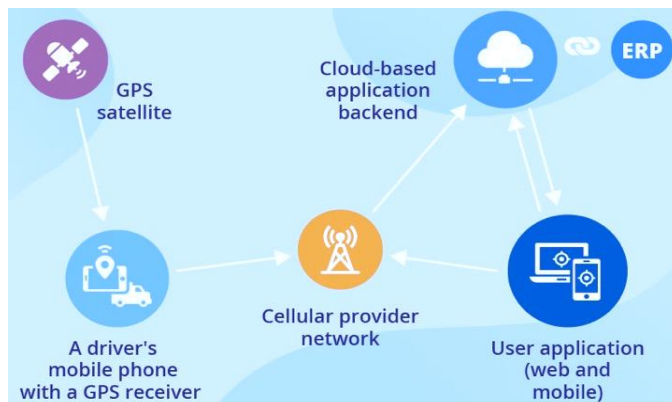 GPS
satellite
Cloud-based
application
backend
ERP
A driver's
mobile phone
with a GPS receiver
Cellular provider
network
User application
(web and
mobile)